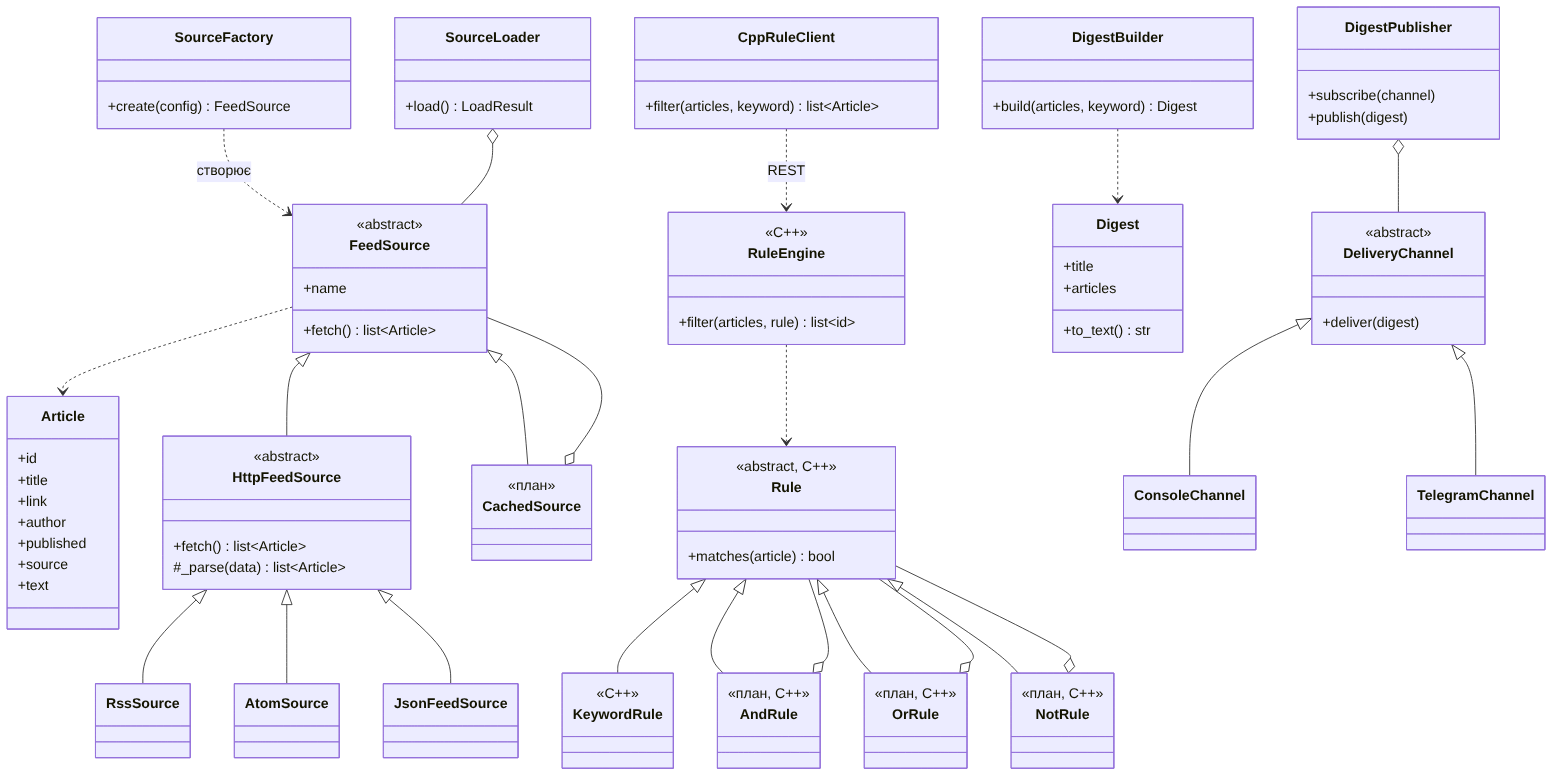 SourceFactory
+create(config) : FeedSource
SourceLoader
+load() : LoadResult
CppRuleClient
+filter(articles, keyword) : list<Article>
DigestBuilder
+build(articles, keyword) : Digest
DigestPublisher
+subscribe(channel)
+publish(digest)
створює
REST
«abstract»
FeedSource
+name
+fetch() : list<Article>
«C++»
RuleEngine
+filter(articles, rule) : list<id>
Digest
+title
+articles
+to_text() : str
«abstract»
DeliveryChannel
+deliver(digest)
Article
+id
+title
+link
+author
+published
+source
+text
«abstract»
HttpFeedSource
+fetch() : list<Article>
#_parse(data) : list<Article>
«план»
CachedSource
«abstract, C++»
Rule
+matches(article) : bool
ConsoleChannel
TelegramChannel
RssSource
AtomSource
JsonFeedSource
«C++»
KeywordRule
«план, C++»
AndRule
«план, C++»
OrRule
«план, C++»
NotRule